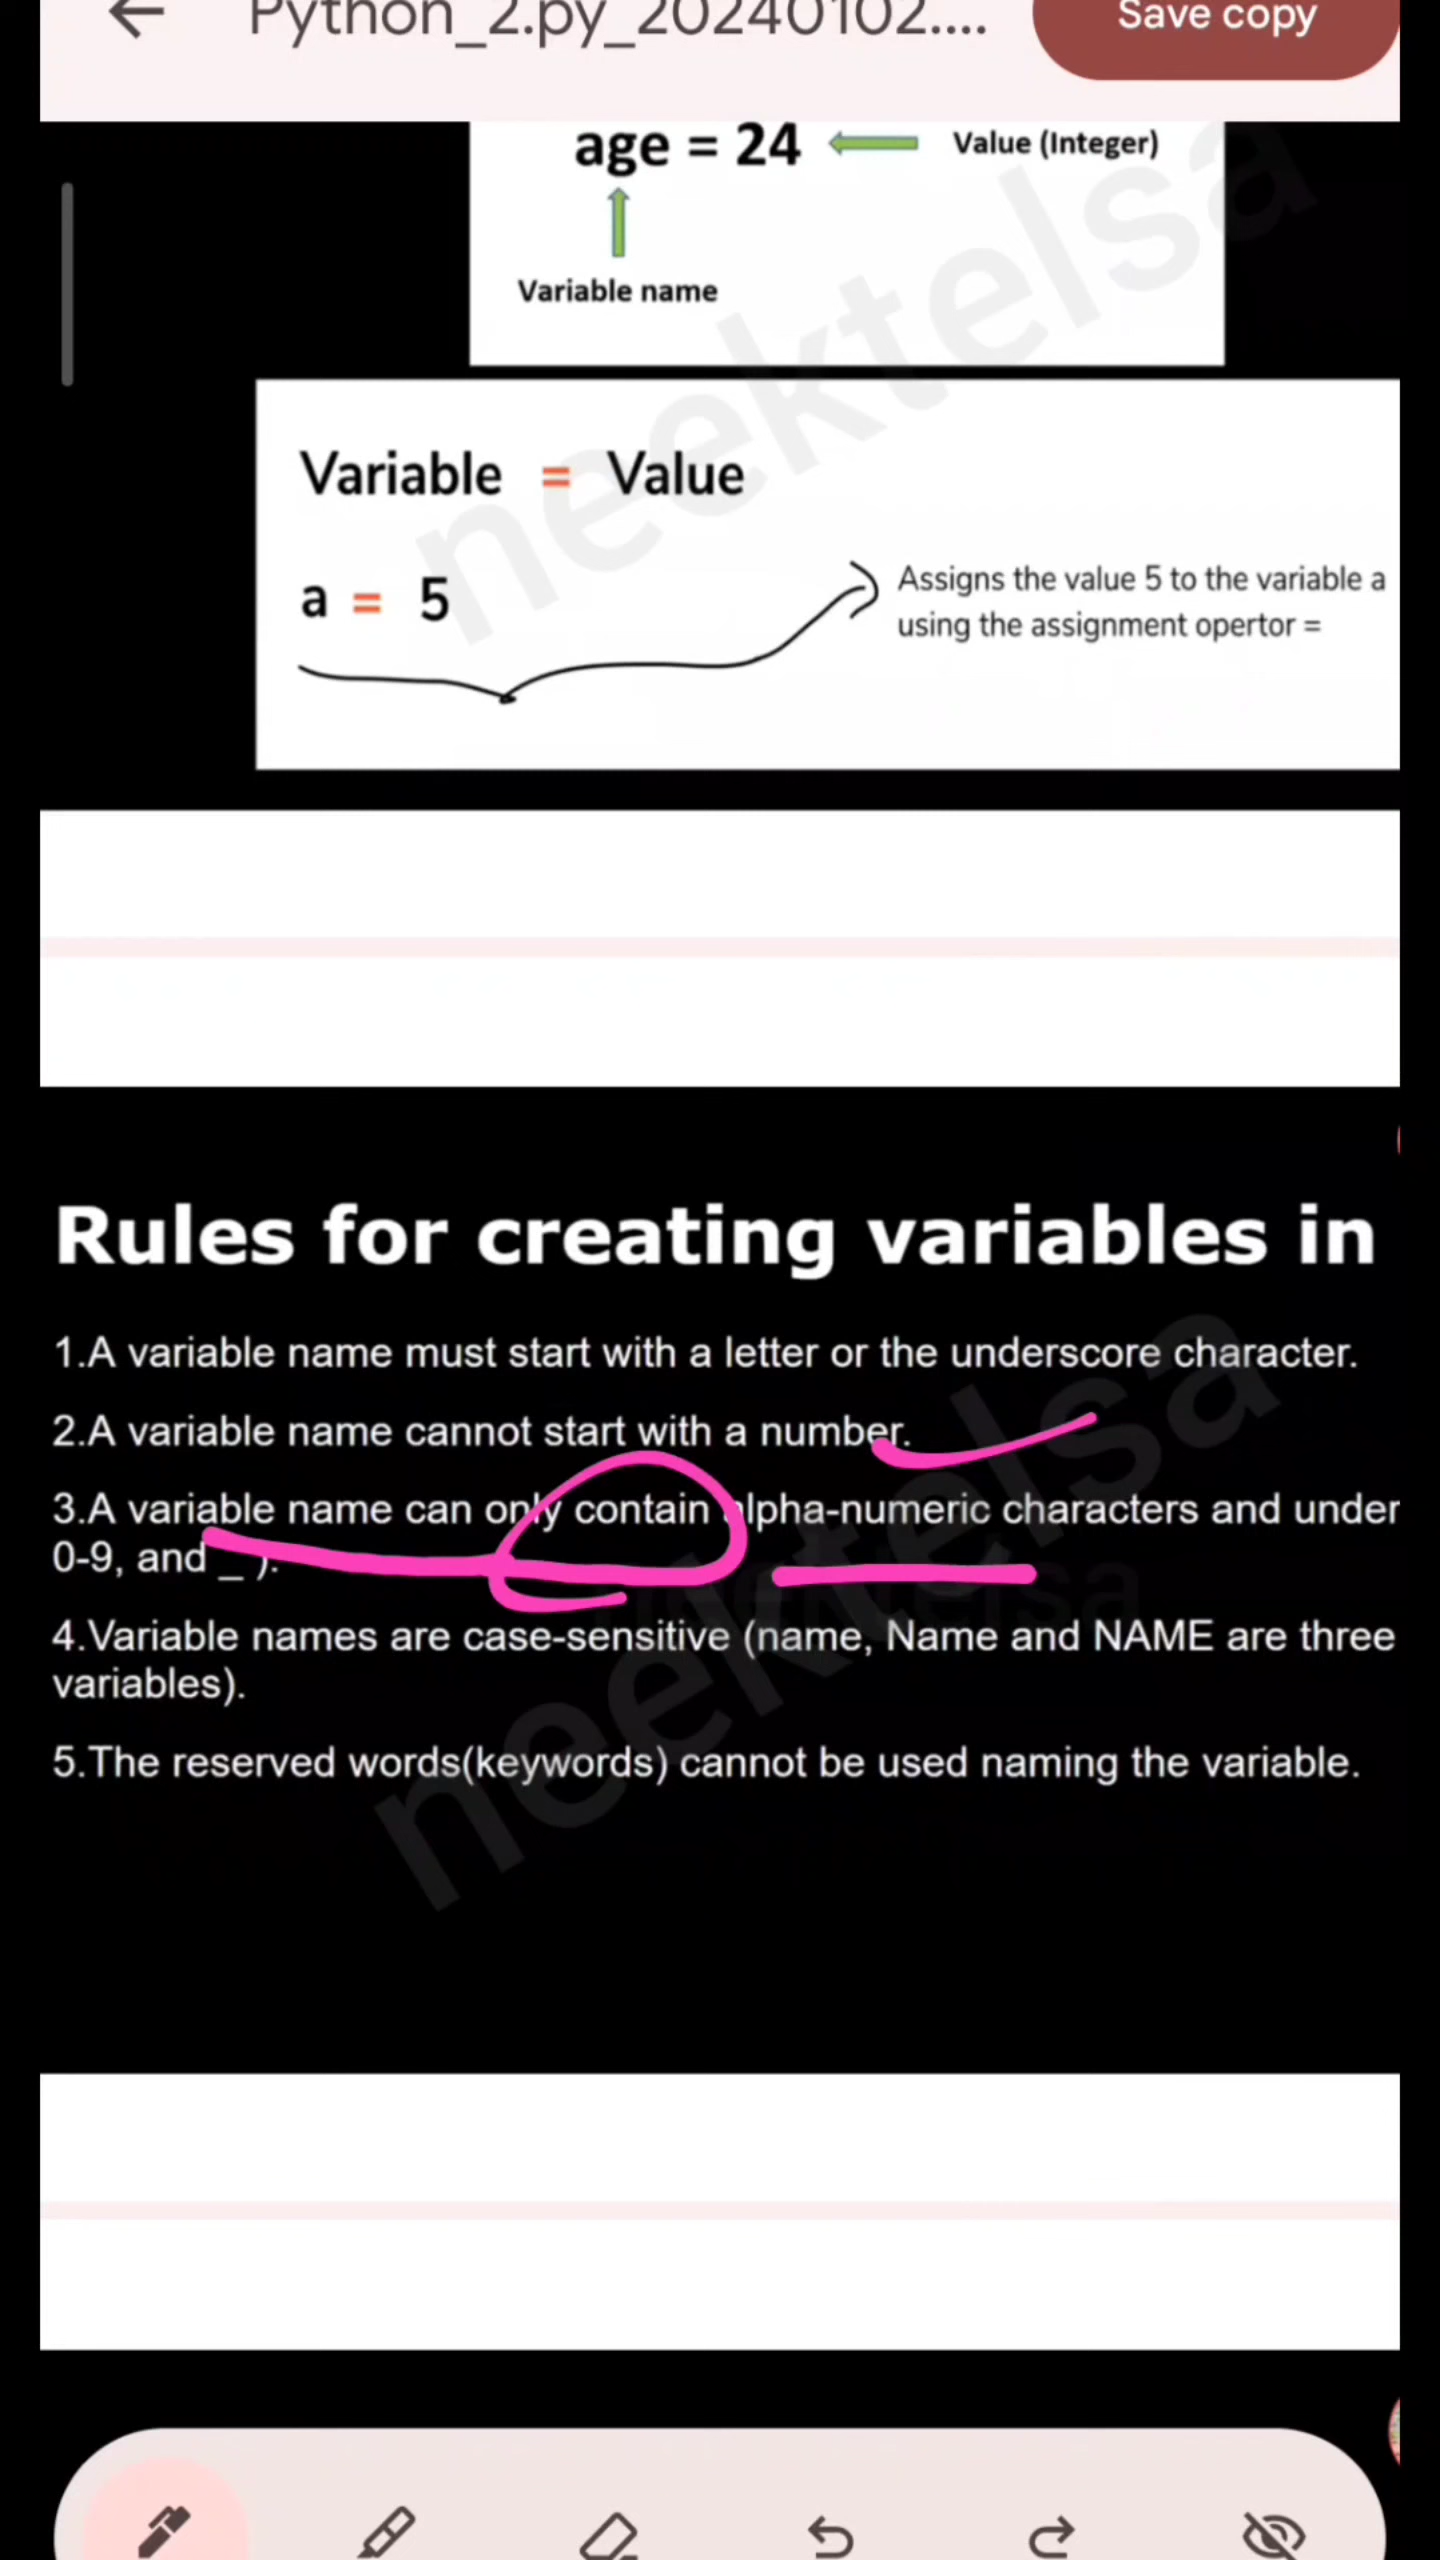 Python_2.py_20240102....
Save copy
age = 24
Value (Integer)
Variable name
Variable = Value
a = 5
Assigns the value 5 to the variable a
using the assignment opertor =
neektelsa
Rules for creating variables in
1.A variable name must start with a letter or the underscore character.
2.A variable name cannot start with a number.
3.A variable name can only contain alpha-numeric characters and under
0-9, and _ ).
4.Variable names are case-sensitive (name, Name and NAME are three
variables).
5.The reserved words(keywords) cannot be used naming the variable.
neektelsa